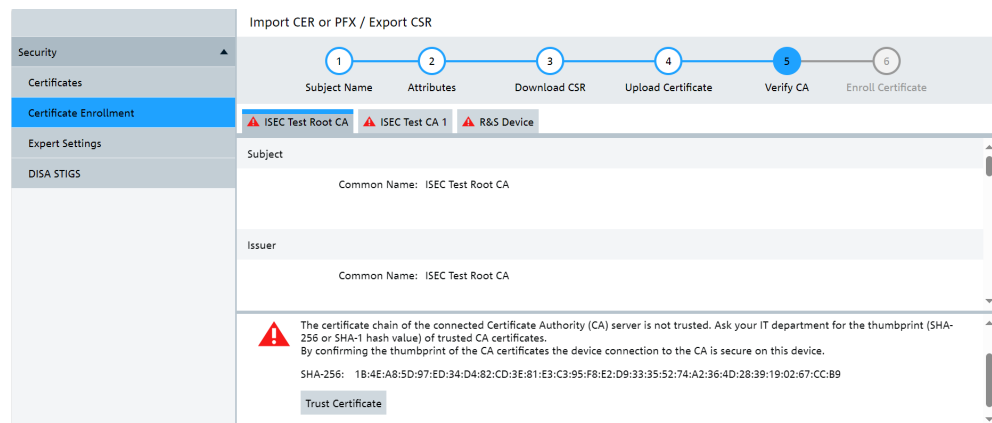 Import CER or PFX / Export CSR
Security
Certificates
Certificate Enrollment
Expert Settings
DISA STIGS
1 2 3 4 5 6
Subject Name Attributes Download CSR Upload Certificate Verify CA Enroll Certificate
ISEC Test Root CA ISEC Test CA 1 R&S Device
Subject
Common Name: ISEC Test Root CA
Issuer
Common Name: ISEC Test Root CA
The certificate chain of the connected Certificate Authority (CA) server is not trusted. Ask your IT department for the thumbprint (SHA-
256 or SHA-1 hash value) of trusted CA certificates.
By confirming the thumbprint of the CA certificates the device connection to the CA is secure on this device.
SHA-256: 1B:4E:A8:5D:97:ED:34:D4:82:CD:3E:81:E3:C3:95:F8:E2:D9:33:35:52:74:A2:36:4D:28:39:19:02:67:CC:B9
Trust Certificate